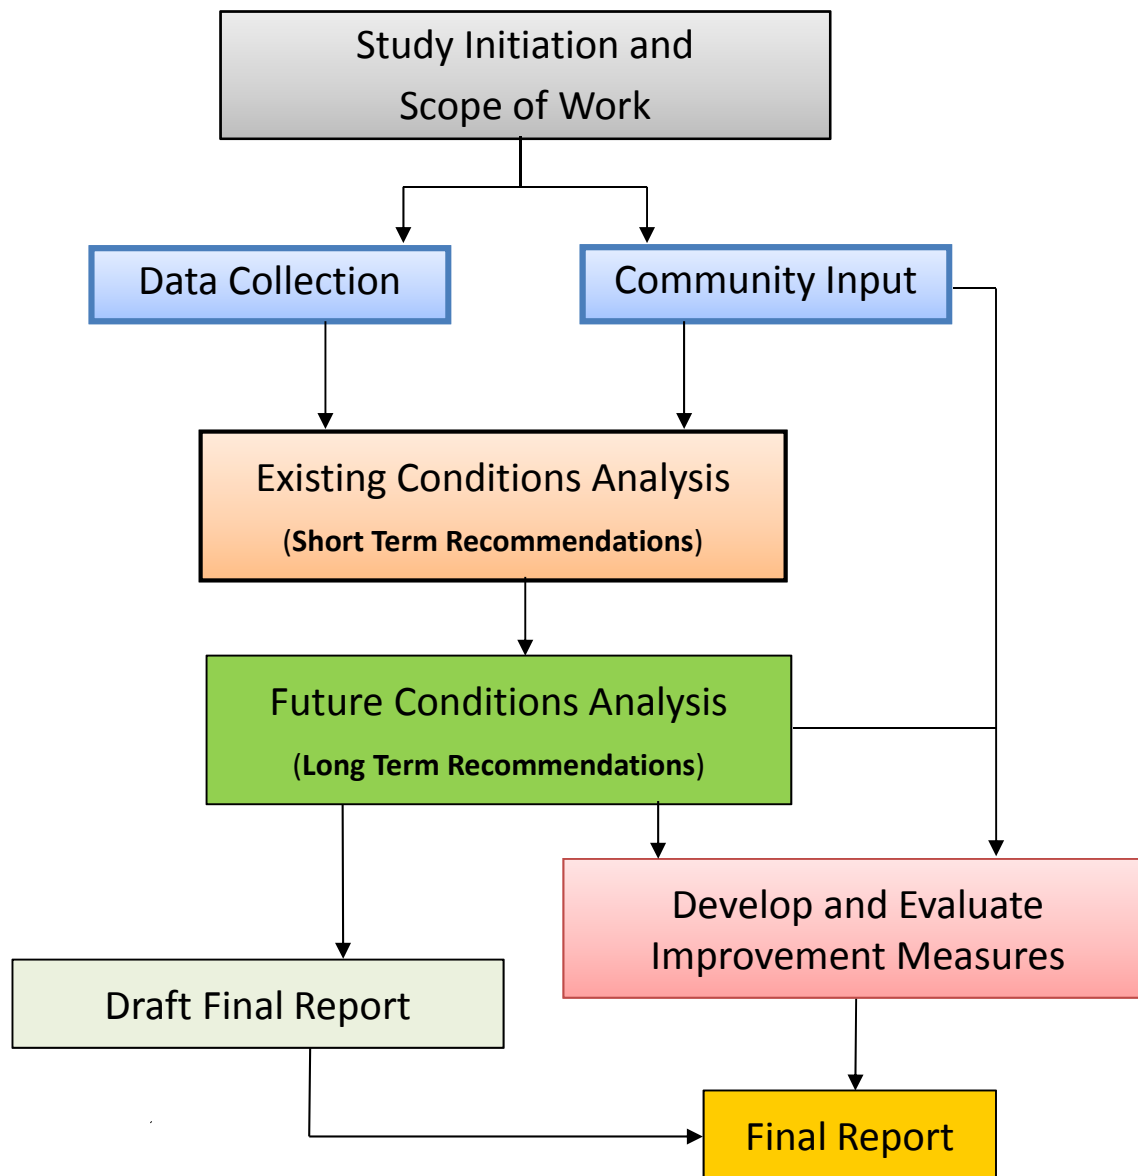 Study Initiation and
Scope of Work
Data Collection
Community Input
Existing Conditions Analysis
(Short Term Recommendations)
Future Conditions Analysis
(Long Term Recommendations)
Develop and Evaluate
Improvement Measures
Draft Final Report
Final Report